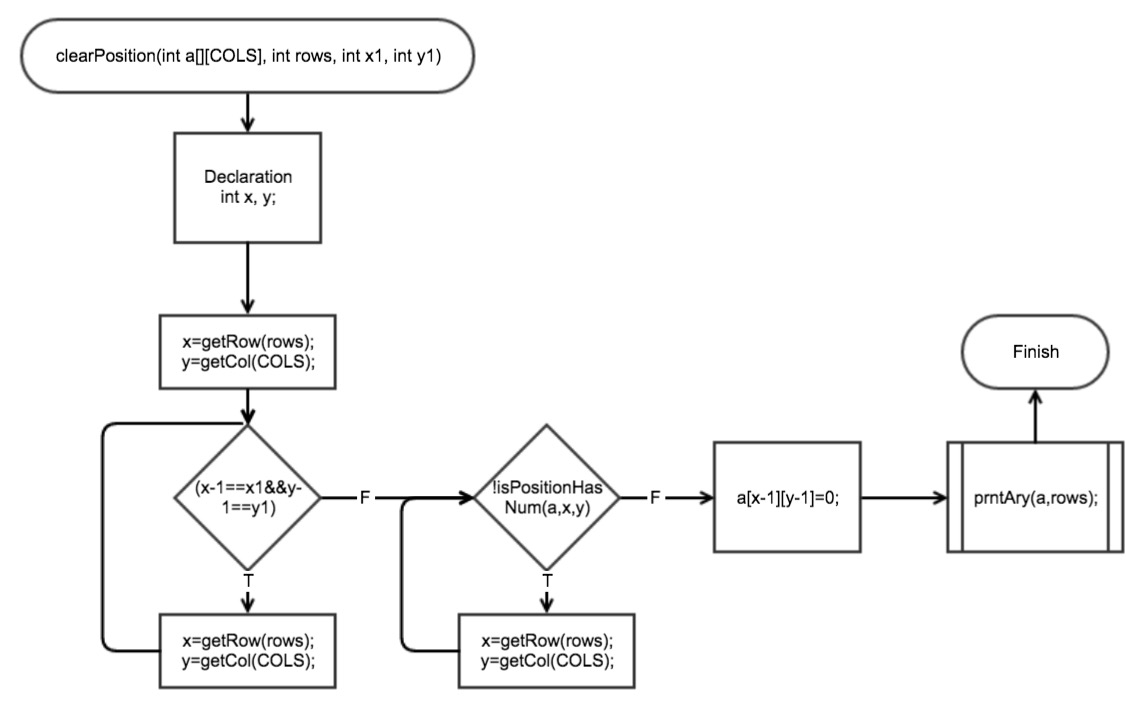 clearPosition(int a[][COLS], int rows, int x1, int y1)
Declaration
int x, y;
x=getRow(rows);
y=getCol(COLS);
Finish
(x-1==x1&&y-
1==y1)
F
!isPositionHas
Num(a,x,y)
F
a[x-1][y-1]=0;
prntAry(a,rows);
T
T
x=getRow(rows);
y=getCol(COLS);
x=getRow(rows);
y=getCol(COLS);